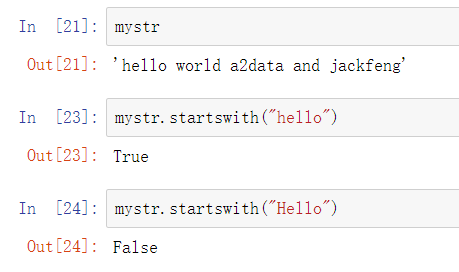 In [21]: mystr
Out[21]: 'hello world a2data and jackfeng'
In [23]: mystr.startswith("hello")
Out[23]: True
In [24]: mystr.startswith("Hello")
Out[24]: False